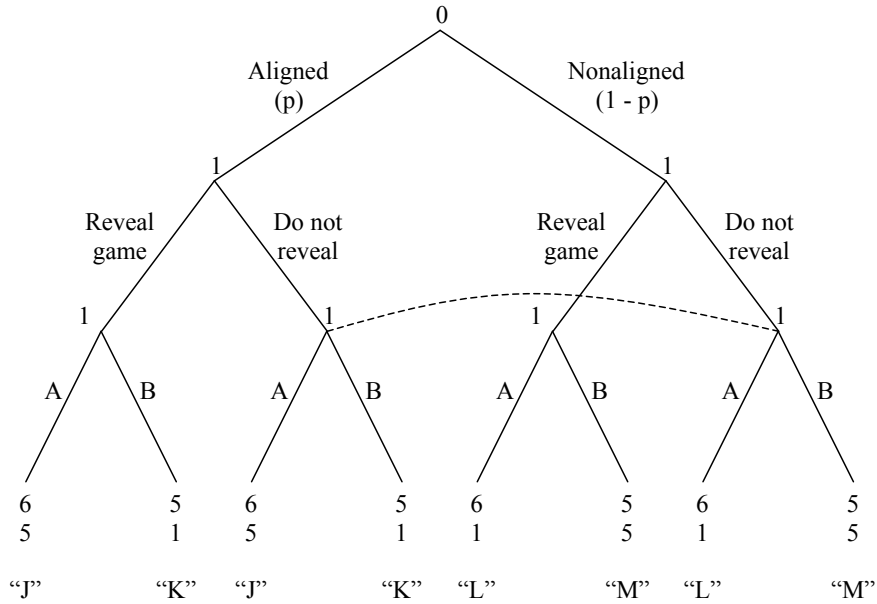 0
Aligned
(p)
Nonaligned
(1 - p)
1
1
Reveal
game
Do not
reveal
Reveal
game
Do not
reveal
1
1
1
1
A
B
A
B
A
B
A
B
6
5
6
5
6
5
6
5
5
1
5
1
1
5
1
5
“J”
“K”
“J”
“K”
“L”
“M”
“L”
“M”